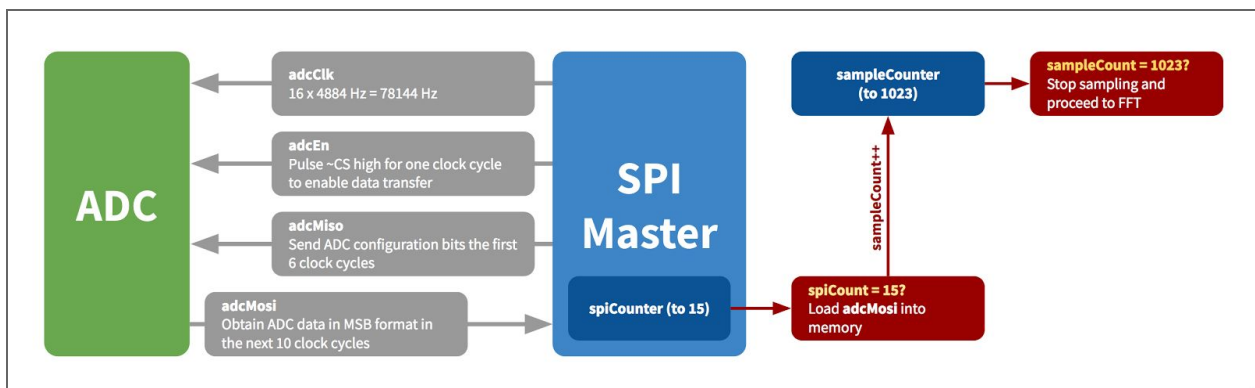 ADC
adcClk
16 x 4884 Hz = 78144 Hz
adcEn
Pulse ~CS high for one clock cycle
to enable data transfer
adcMiso
Send ADC configuration bits the first
6 clock cycles
adcMosi
Obtain ADC data in MSB format in
the next 10 clock cycles
SPI
Master
spiCounter (to 15)
spiCount = 15?
Load adcMosi into
memory
sampleCount++
sampleCounter
(to 1023)
sampleCount = 1023?
Stop sampling and
proceed to FFT